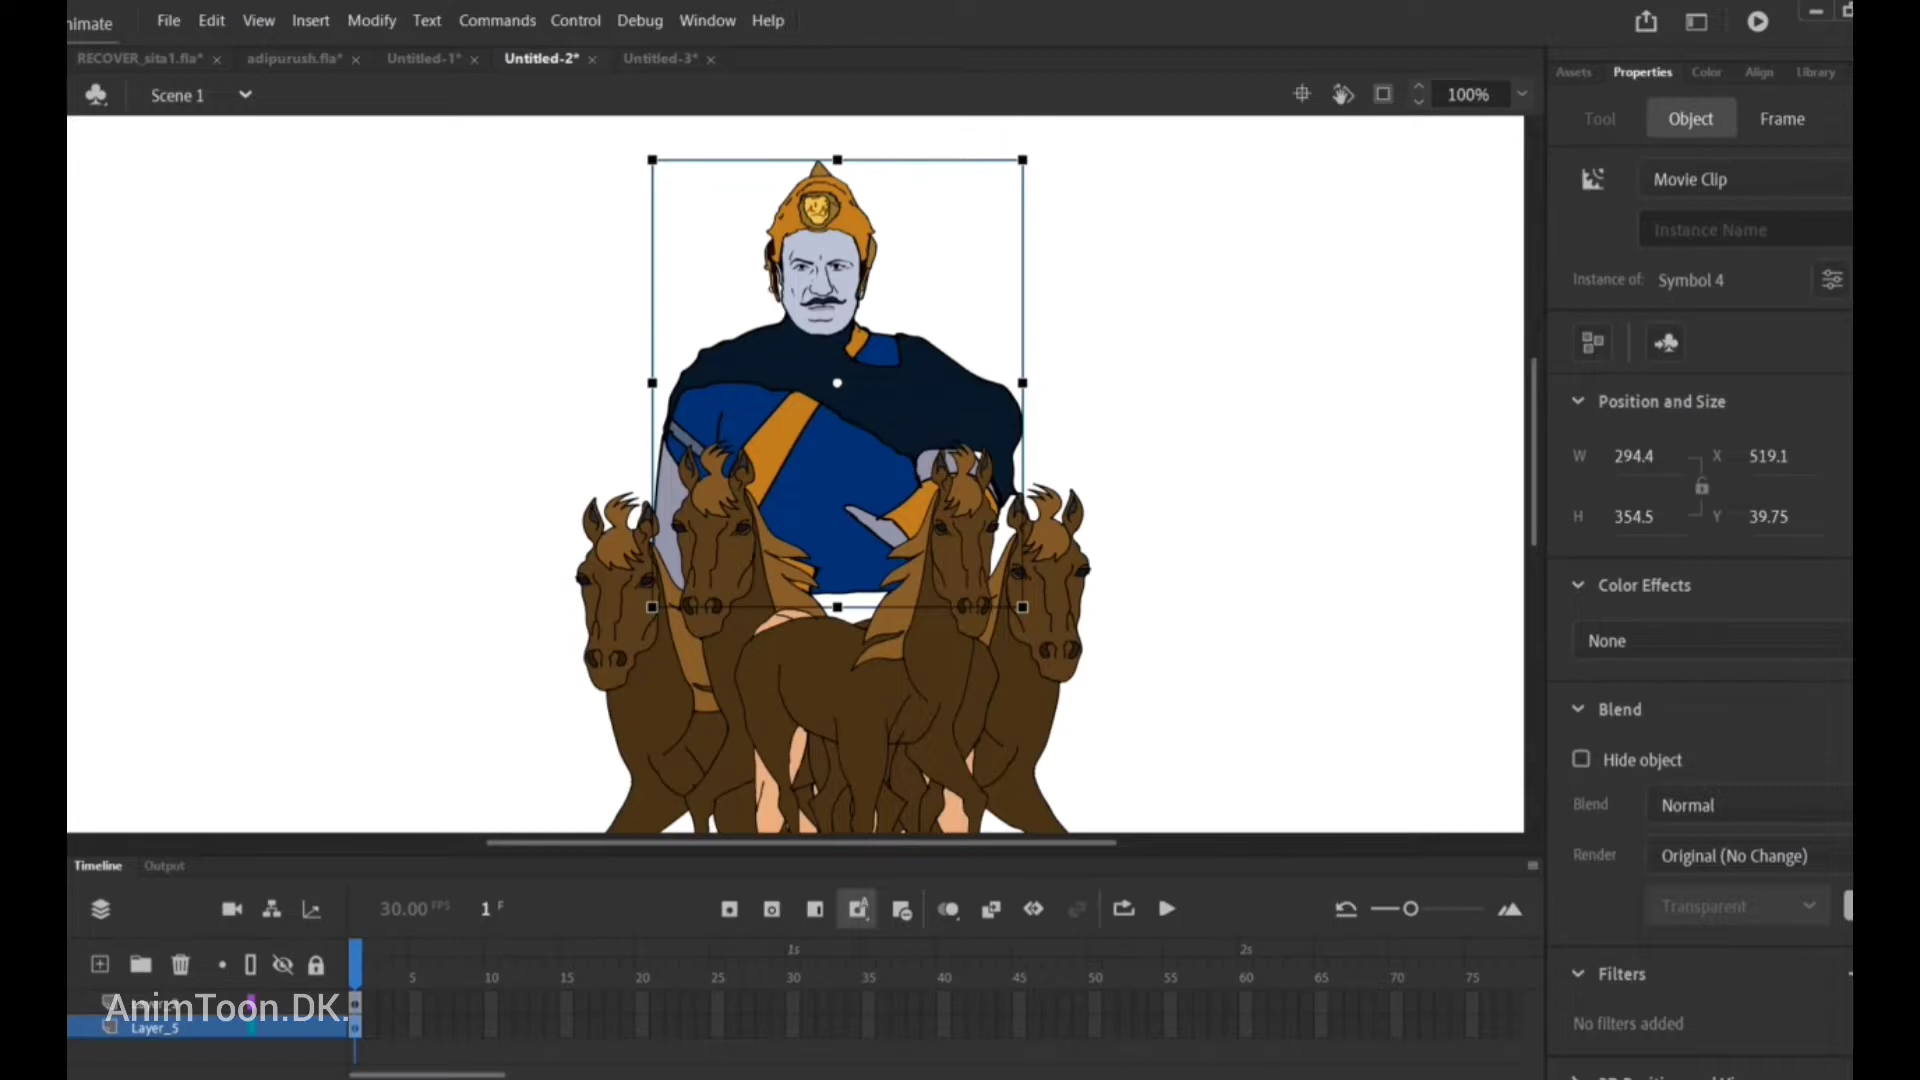 nimate File Edit View Insert Modify Text Commands Control Debug Window Help
RECOVER_sita1.fla* × adipurush.fla* × Untitled-1* × Untitled-2* × Untitled-3* ×
Assets Properties Color Align Library
Scene 1 100%
Tool Object Frame
Movie Clip
Instance Name
Instance of: Symbol 4
Position and Size
W 294.4 X 519.1
H 354.5 Y 39.75
Color Effects
None
Blend
Hide object
Blend Normal
Render Original (No Change)
Transparent
Filters
No filters added
Timeline Output
30.00 FPS 1 F
1s 2s
5 10 15 20 25 30 35 40 45 50 55 60 65 70 75
AnimToon.DK.
Layer_5